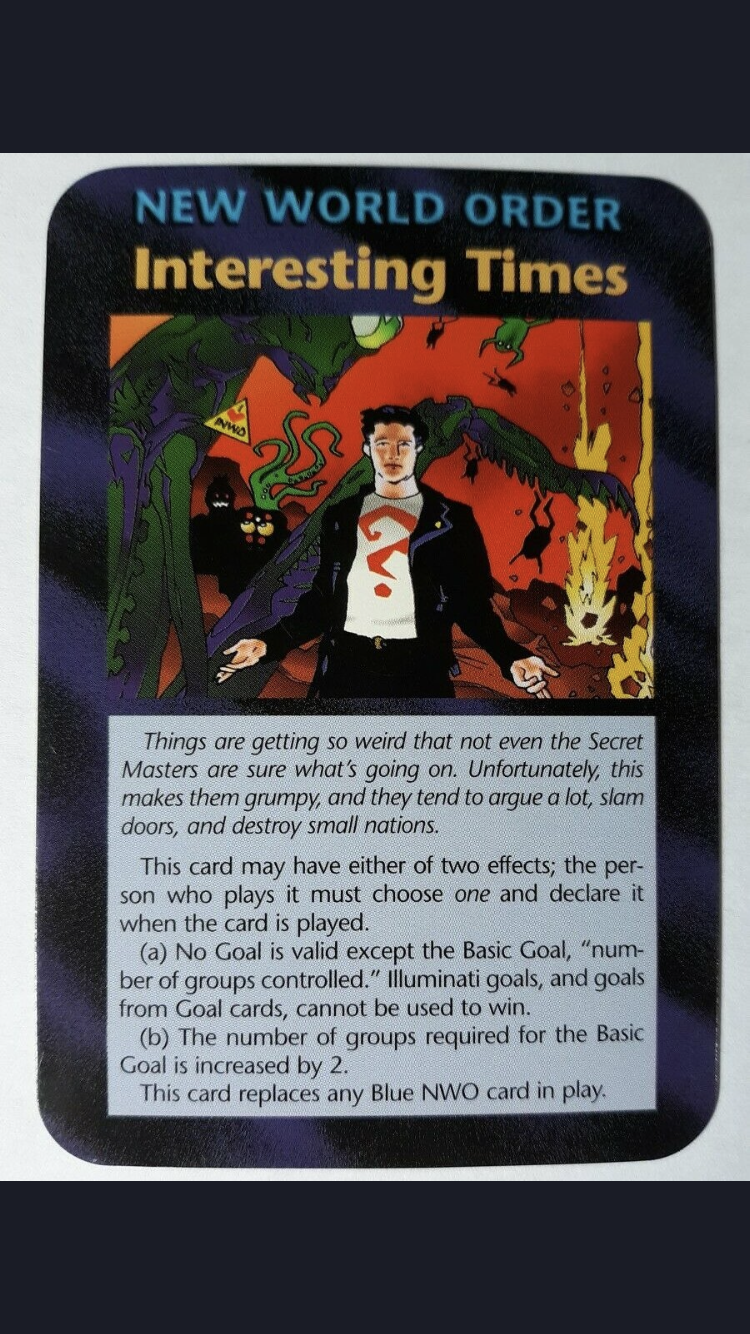 NEW WORLD ORDER
Interesting Times
INWO
Things are getting so weird that not even the Secret
Masters are sure what's going on. Unfortunately, this
makes them grumpy, and they tend to argue a lot, slam
doors, and destroy small nations.
This card may have either of two effects; the per-
son who plays it must choose one and declare it
when the card is played.
(a) No Goal is valid except the Basic Goal, “num-
ber of groups controlled.” Illuminati goals, and goals
from Goal cards, cannot be used to win.
(b) The number of groups required for the Basic
Goal is increased by 2.
This card replaces any Blue NWO card in play.